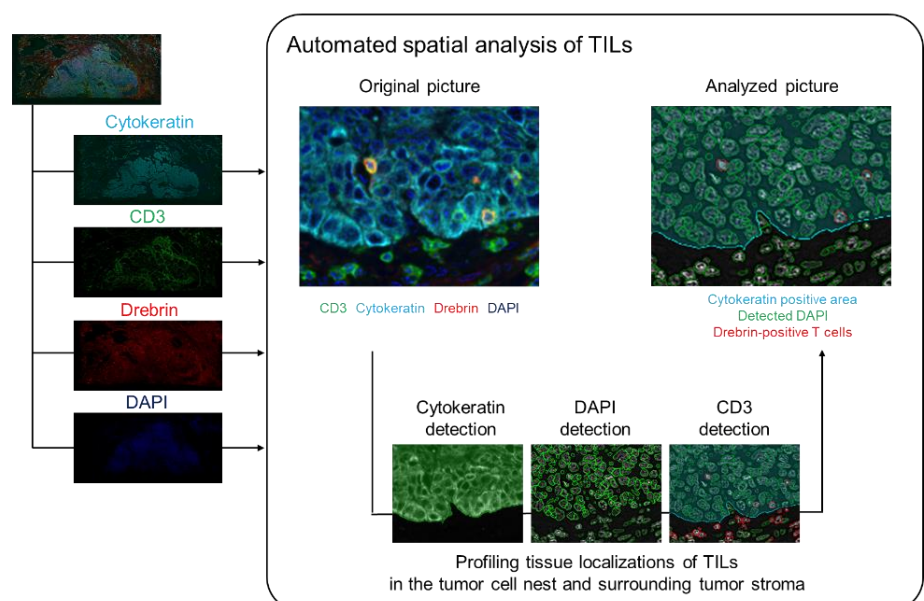 Automated spatial analysis of TILs
Original picture
Analyzed picture
Cytokeratin
CD3
Drebrin
DAPI
CD3 Cytokeratin Drebrin DAPI
Cytokeratin positive area
Detected DAPI
Drebrin-positive T cells
Cytokeratin
detection
DAPI
detection
CD3
detection
Profiling tissue localizations of TILs
in the tumor cell nest and surrounding tumor stroma